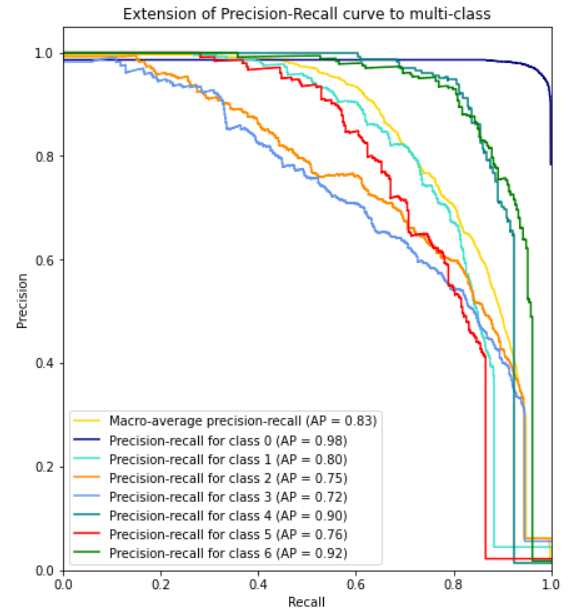 Extension of Precision-Recall curve to multi-class
1.0
0.8
0.6
0.4
0.2
0.0
Precision
Macro-average precision-recall (AP = 0.83)
Precision-recall for class 0 (AP = 0.98)
Precision-recall for class 1 (AP = 0.80)
Precision-recall for class 2 (AP = 0.75)
Precision-recall for class 3 (AP = 0.72)
Precision-recall for class 4 (AP = 0.90)
Precision-recall for class 5 (AP = 0.76)
Precision-recall for class 6 (AP = 0.92)
0.0 0.2 0.4 0.6 0.8 1.0
Recall